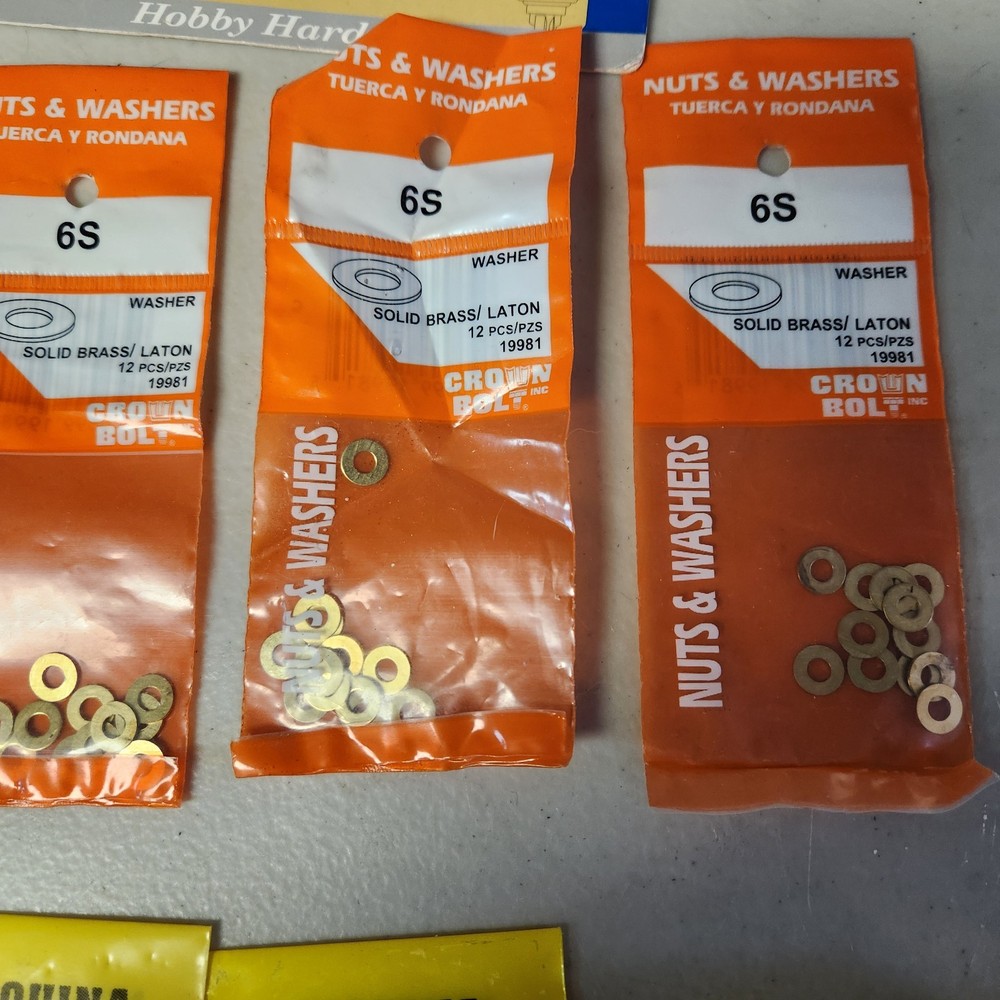 Hobby Hard
UTS & WASHERS
UERCA Y RONDANA
6S
WASHER
SOLID BRASS/ LATON
12 PCS/PZS
19981
CROWN
BOLT
UTS & WASHERS
TUERCA Y RONDANA
6S
WASHER
SOLID BRASS/ LATON
12 PCS/PZS
19981
CROWN
BOLT INC
NUTS & WASHERS
NUTS & WASHERS
TUERCA Y RONDANA
6S
WASHER
SOLID BRASS/ LATON
12 PCS/PZS
19981
CROWN
BOLT INC
NUTS & WASHERS
QUINA